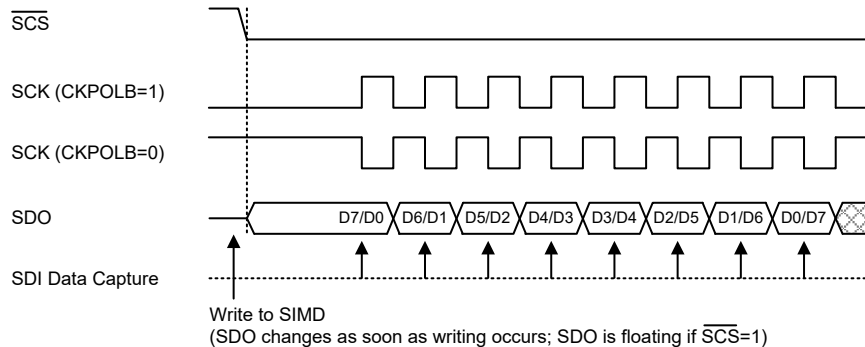 SCS
SCK (CKPOLB=1)
SCK (CKPOLB=0)
SDO D7/D0 D6/D1 D5/D2 D4/D3 D3/D4 D2/D5 D1/D6 D0/D7
SDI Data Capture
Write to SIMD
(SDO changes as soon as writing occurs; SDO is floating if SCS=1)